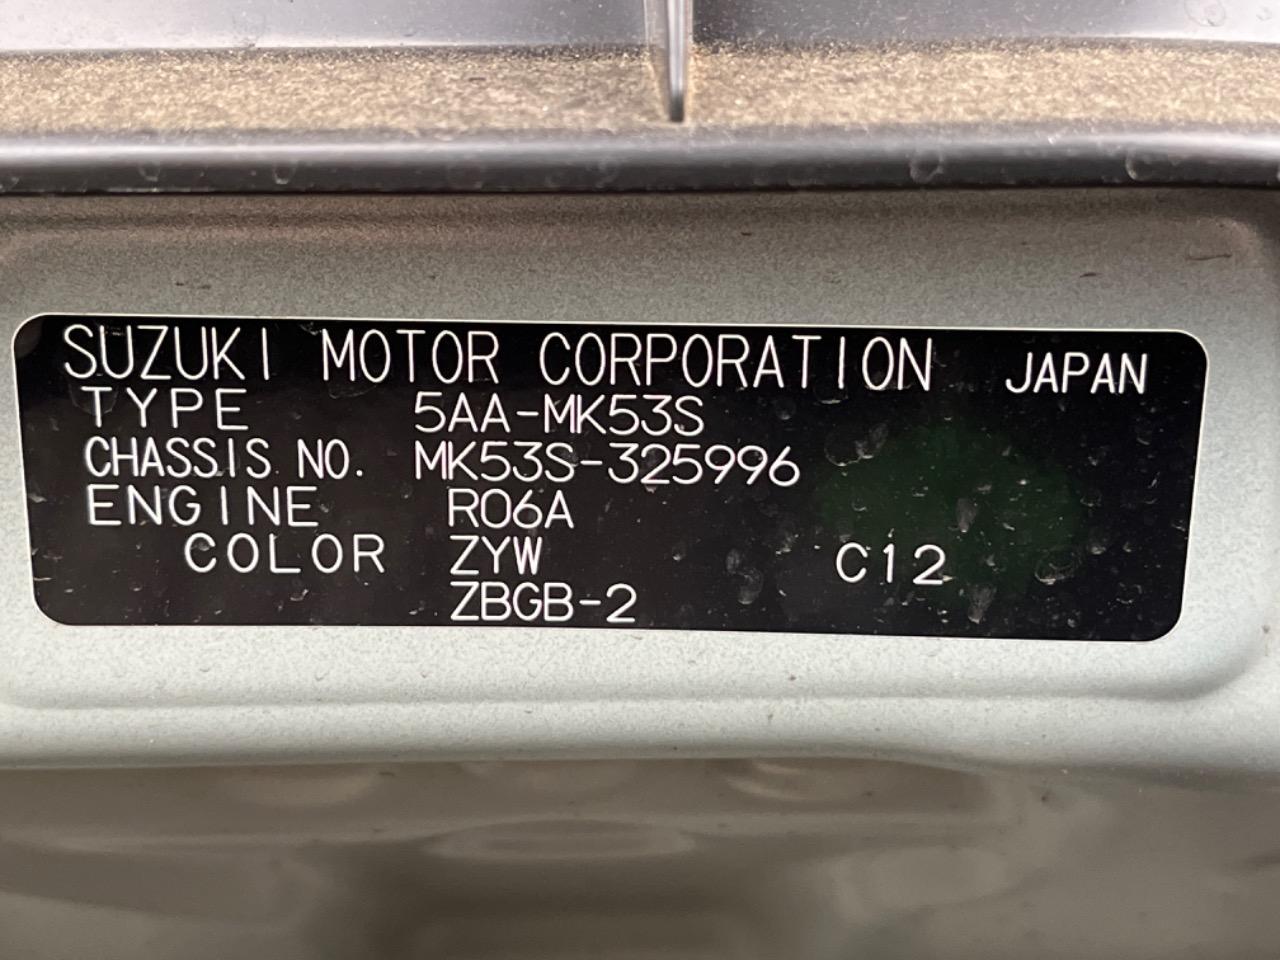 SUZUKI MOTOR CORPORATION JAPAN
TYPE 5AA-MK53S
CHASSIS NO. MK53S-325996
ENGINE R06A
COLOR ZYW C12
ZBGB-2